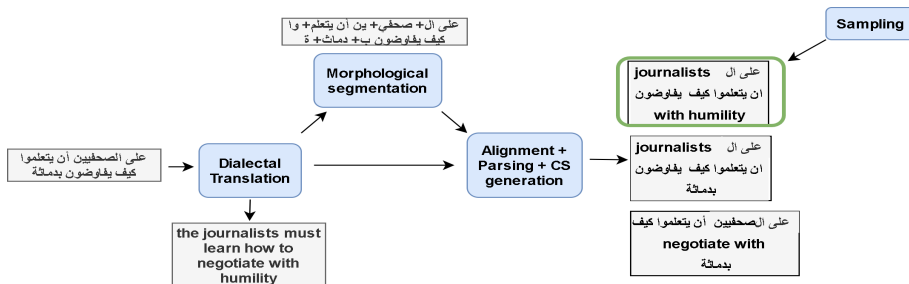 على ال+ صحفي+ ين أن يتعلم+ وا
كيف يفاوضون ب+ دماث+ ة
Sampling
Morphological
segmentation
على ال journalists
ان يتعلموا كيف يفاوضون
with humility
على الصحفيين أن يتعلموا
كيف يفاوضون بدماثة
Dialectal
Translation
Alignment +
Parsing + CS
generation
على ال journalists
ان يتعلموا كيف يفاوضون
بدماثة
the journalists must
learn how to
negotiate with
humility
على الصحفيين أن يتعلموا كيف
negotiate with
بدماثة